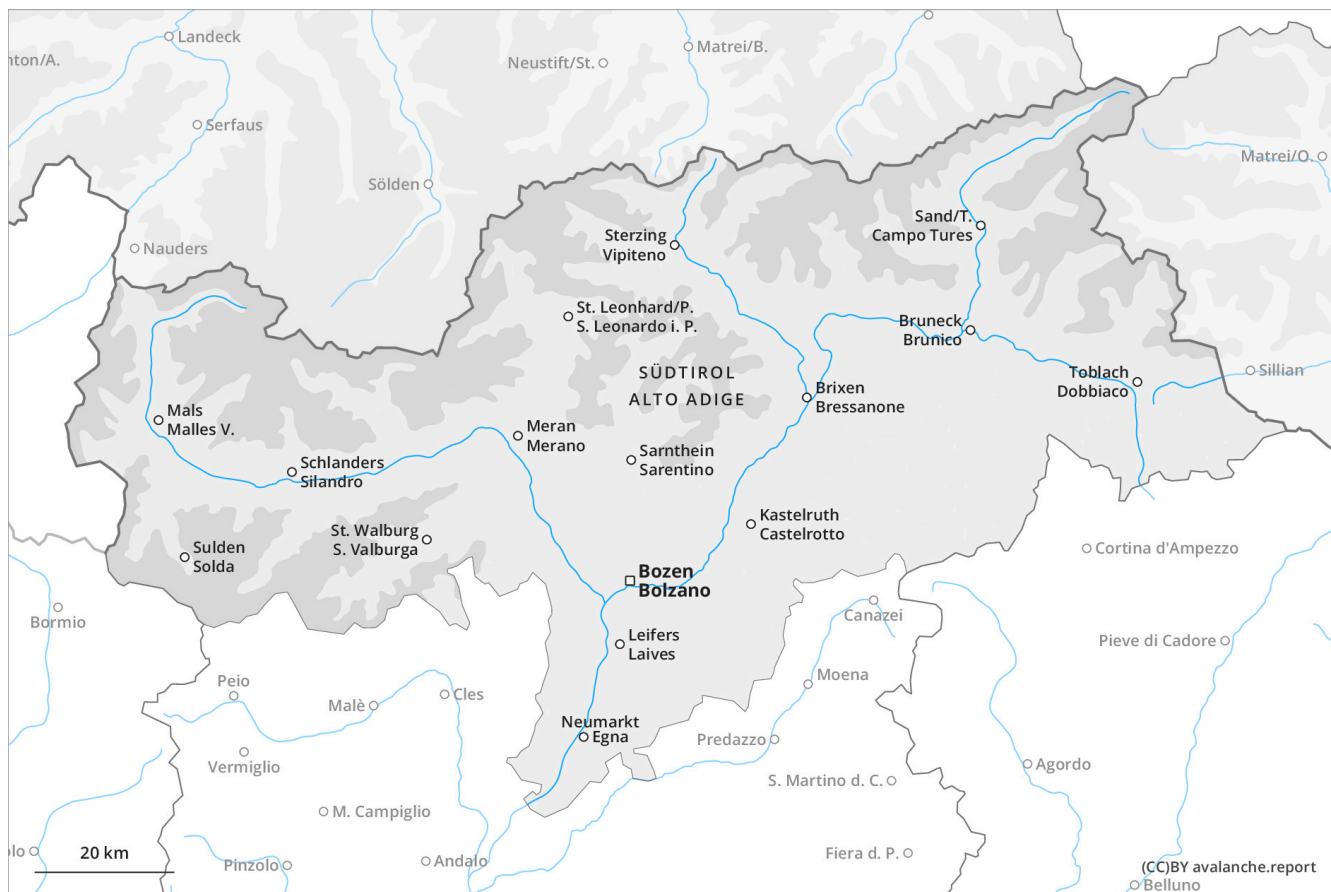 Landeck
nton/A.
Matrei/B.
Neustift/St.
Serfaus
Matrei/O.
Sölden
Nauders
Sand/T.
Campo Tures
Sterzing
Vipiteno
St. Leonhard/P.
S. Leonardo i. P.
Bruneck
Brunico
SÜDTIROL
ALTO ADIGE
Toblach
Dobbiaco
Sillian
Brixen
Bressanone
Mals
Malles V.
Meran
Merano
Sarnthein
Sarentino
Schlanders
Silandro
Kastelruth
Castelrotto
St. Walburg
S. Valburga
Sulden
Solda
Cortina d'Ampezzo
Bozen
Bolzano
Bormio
Canazei
Leifers
Laives
Pieve di Cadore
Moena
Peio
Malè
Cles
Neumarkt
Egna
Predazzo
Vermiglio
Agordo
S. Martino d. C.
M. Campiglio
olo
20 km
Pinzolo
Andalo
Fiera d. P.
(CC)BY avalanche.report
Belluno